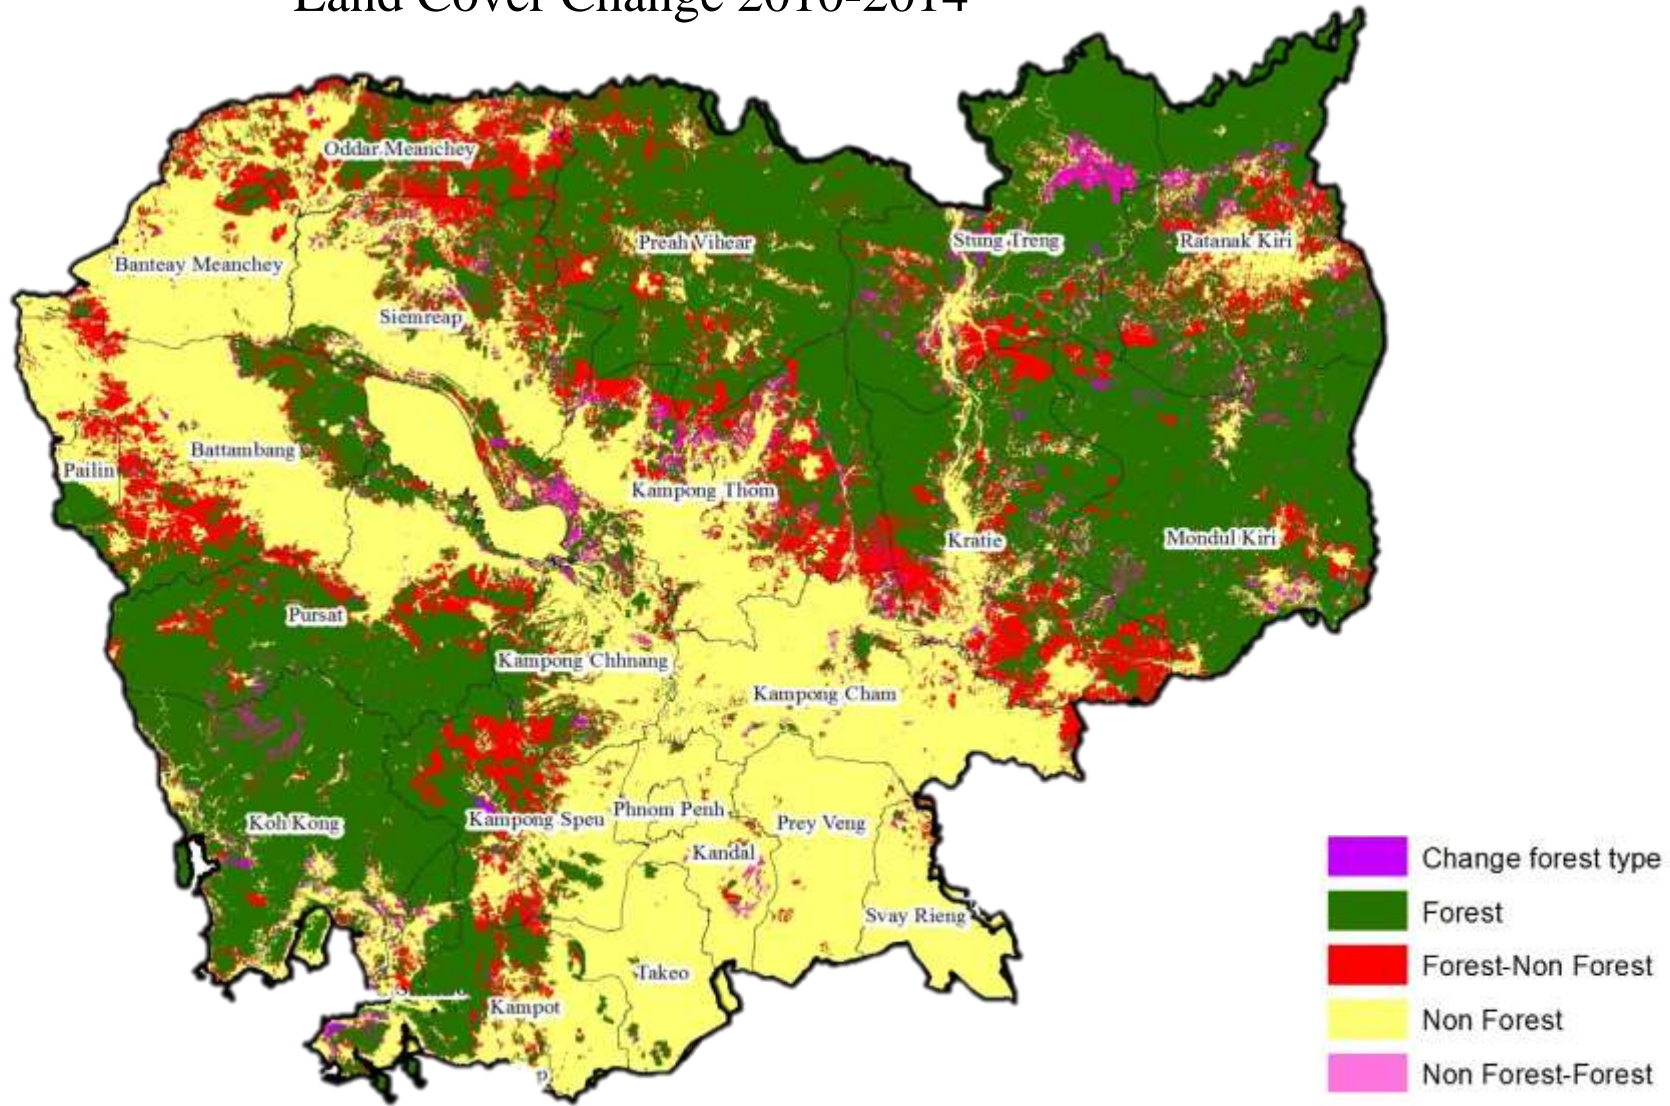 Land Cover Change 2010-2014
Oddar Meanchey
Banteay Meanchey
Preah Vihear
Stung Treng
Ratanak Kiri
Siemreap
Battambang
Pailin
Kampong Thom
Kratie
Mondul Kiri
Pursat
Kampong Chhnang
Kampong Cham
Koh Kong
Kampong Speu
Phnom Penh
Prey Veng
Kandal
Svay Rieng
Takeo
Kampot
Change forest type
Forest
Forest-Non Forest
Non Forest
Non Forest-Forest